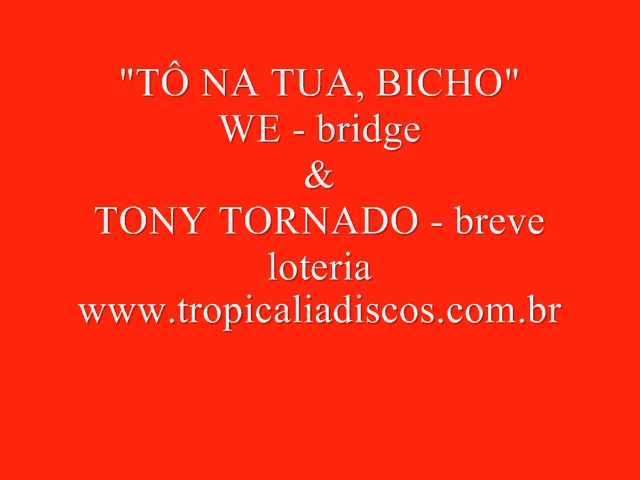 "TÔ NA TUA, BICHO"
WE - bridge
&
TONY TORNADO - breve
loteria
www.tropicaliadiscos.com.br